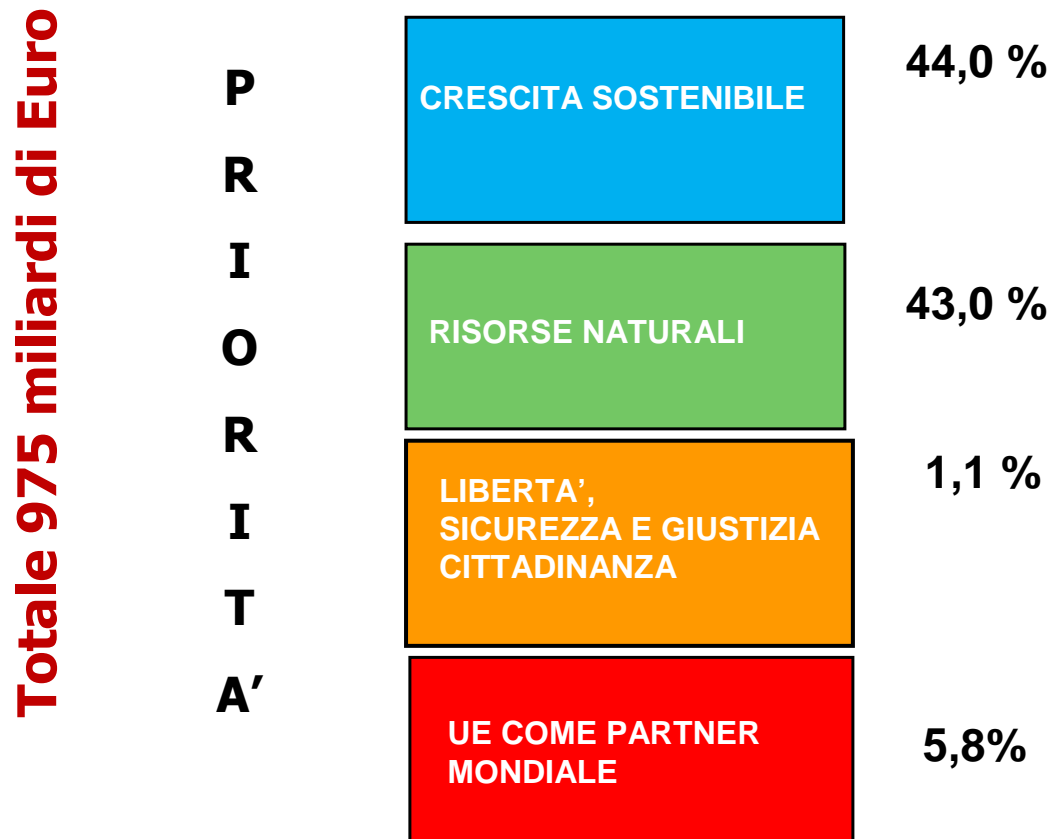 Totale 975 miliardi di Euro
P
R
I
O
R
I
T
A’
CRESCITA SOSTENIBILE
44,0 %
RISORSE NATURALI
43,0 %
LIBERTA’,
SICUREZZA E GIUSTIZIA
CITTADINANZA
1,1 %
UE COME PARTNER
MONDIALE
5,8%